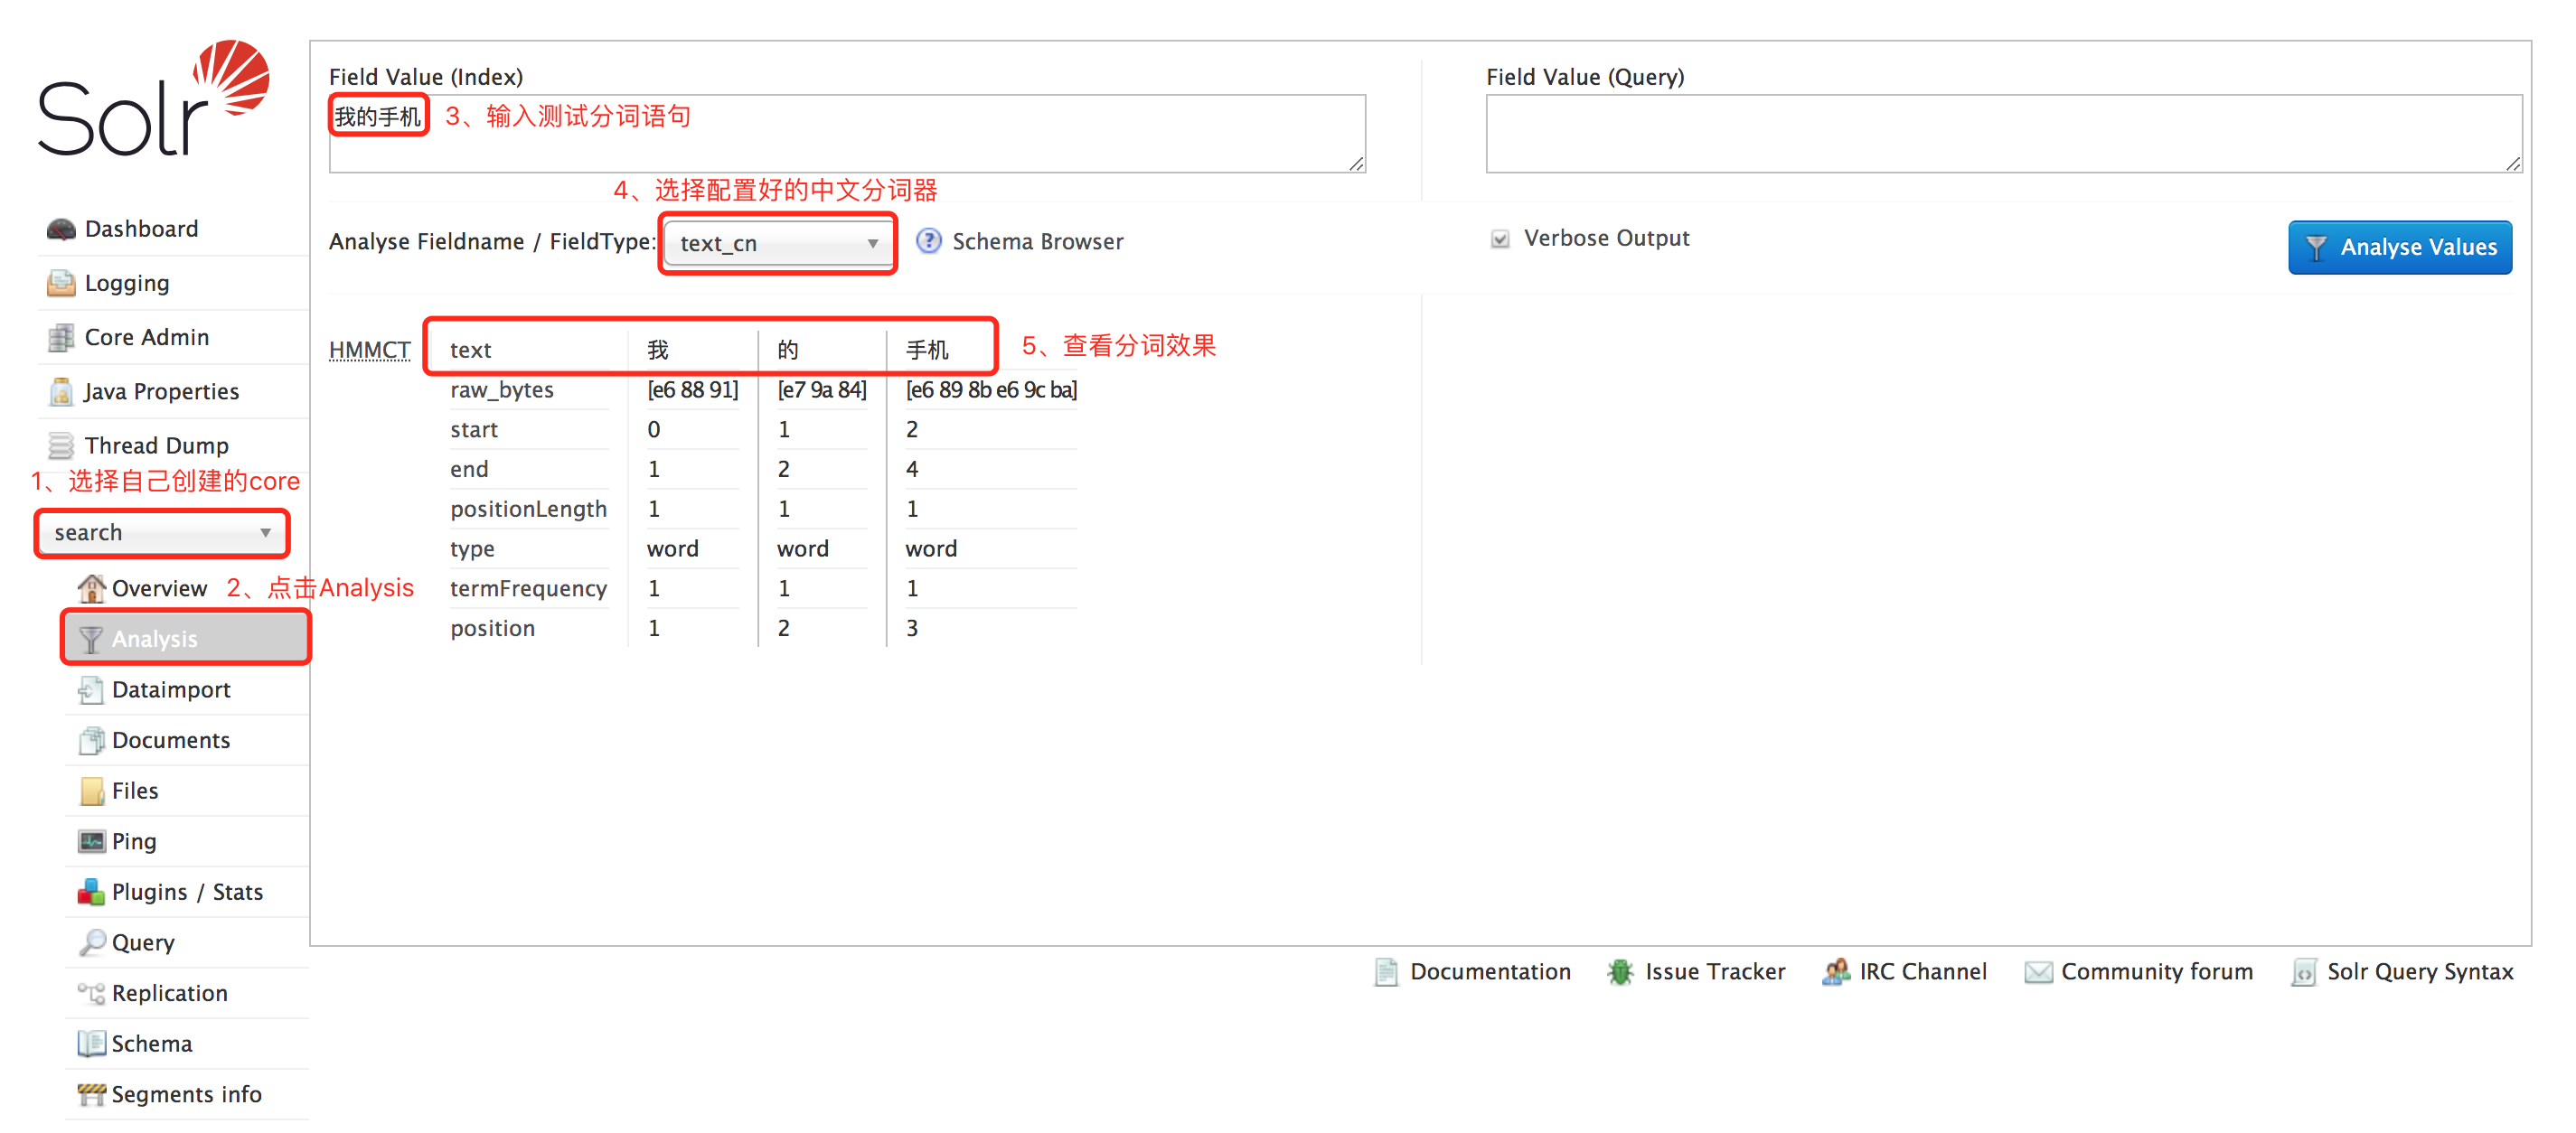 Solr
Field Value (Index)
Field Value (Query)
我的手机
3、输入测试分词语句
4、选择配置好的中文分词器
Analyse Fieldname / FieldType:
text_cn
Schema Browser
Verbose Output
Analyse Values
Dashboard
Logging
Core Admin
Java Properties
Thread Dump
1、选择自己创建的core
search
Overview
2、点击Analysis
Analysis
Dataimport
Documents
Files
Ping
Plugins / Stats
Query
Replication
Schema
Segments info
HMMCT
text 我 的 手机
5、查看分词效果
raw_bytes [e6 88 91] [e7 9a 84] [e6 89 8b e6 9c ba]
start 0 1 2
end 1 2 4
positionLength 1 1 1
type word word word
termFrequency 1 1 1
position 1 2 3
Documentation
Issue Tracker
IRC Channel
Community forum
Solr Query Syntax